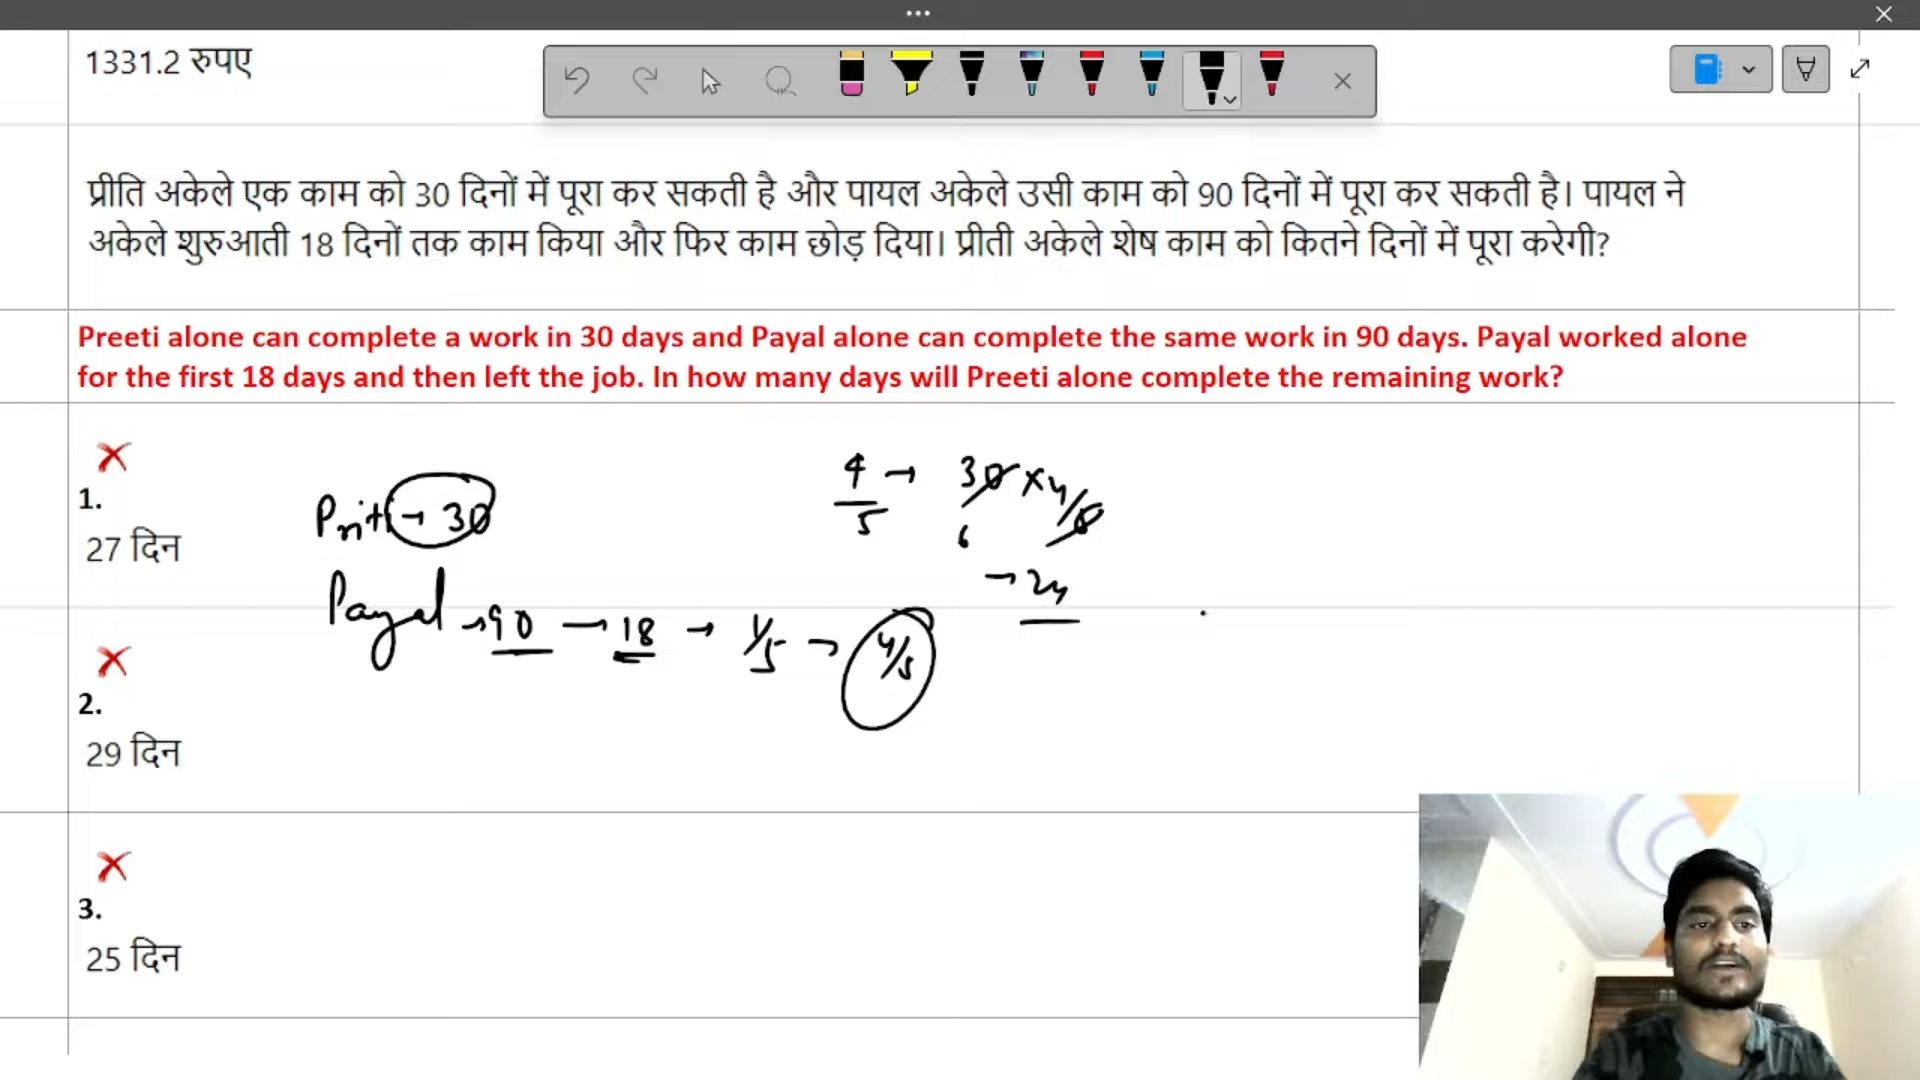 1331.2 रुपए
प्रीति अकेले एक काम को 30 दिनों में पूरा कर सकती है और पायल अकेले उसी काम को 90 दिनों में पूरा कर सकती है। पायल ने
अकेले शुरुआती 18 दिनों तक काम किया और फिर काम छोड़ दिया। प्रीती अकेले शेष काम को कितने दिनों में पूरा करेगी?
Preeti alone can complete a work in 30 days and Payal alone can complete the same work in 90 days. Payal worked alone
for the first 18 days and then left the job. In how many days will Preeti alone complete the remaining work?
1.
27 दिन
Priti → 30
4/5 → 30 x 4/5
6
→ 24
Payal → 90 → 18 → 1/5 → 4/5
2.
29 दिन
3.
25 दिन